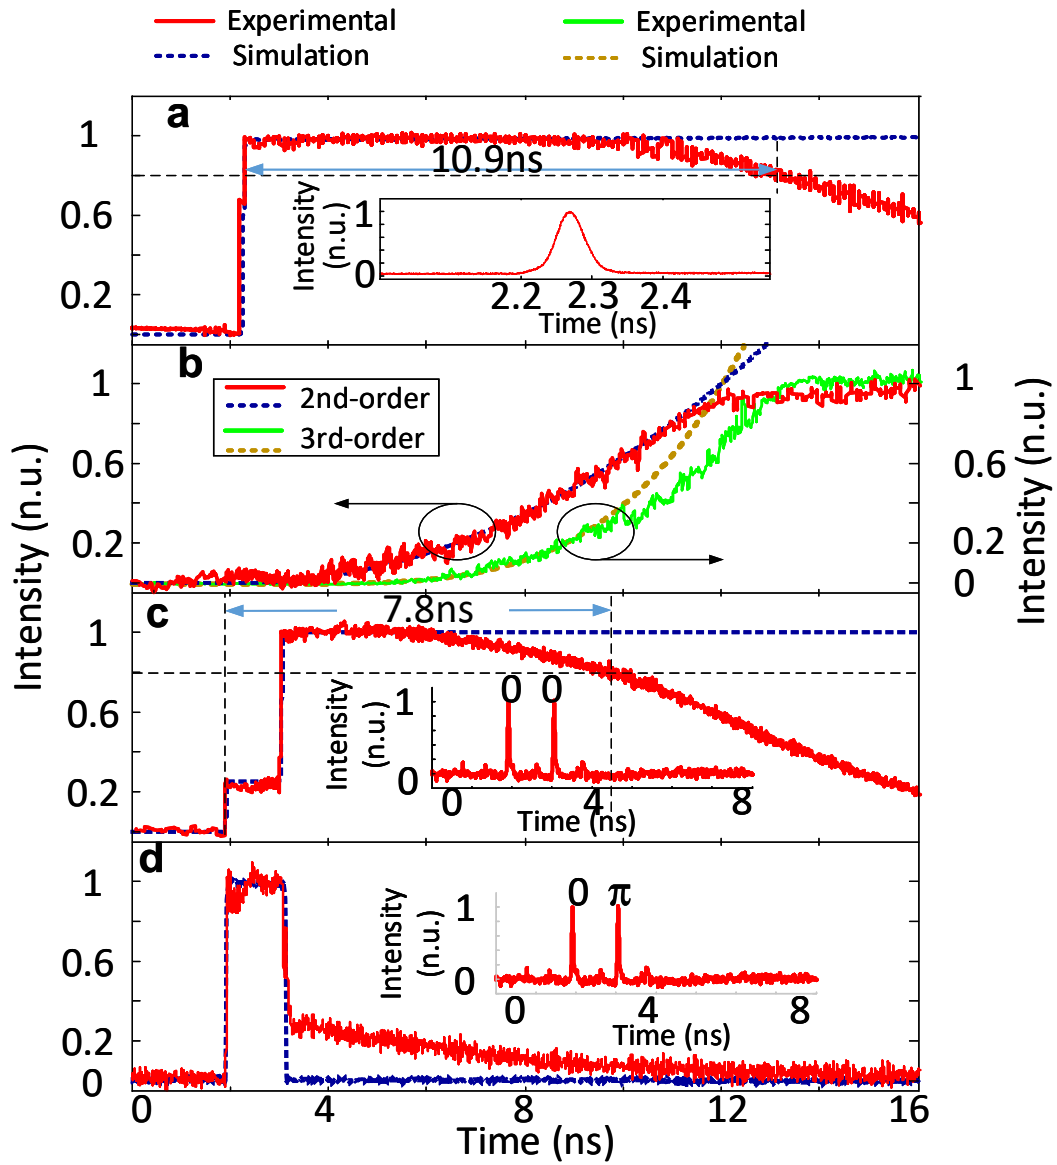 Experimental
Simulation
Experimental
Simulation
a
1
0.6
0.2
10.9ns
Intensity
(n.u.)
1
0
2.2 2.3 2.4
Time (ns)
b
1
0.6
0.2
0
2nd-order
3rd-order
1
0.6
0.2
0
Intensity (n.u.)
Intensity (n.u.)
c
1
0.6
0.2
7.8ns
Intensity
(n.u.)
1
0
0 0
0 4 8
Time (ns)
d
1
0.6
0.2
0
Intensity
(n.u.)
1
0
0 π
0 4 8
Time (ns)
0 4 8 12 16
Time (ns)